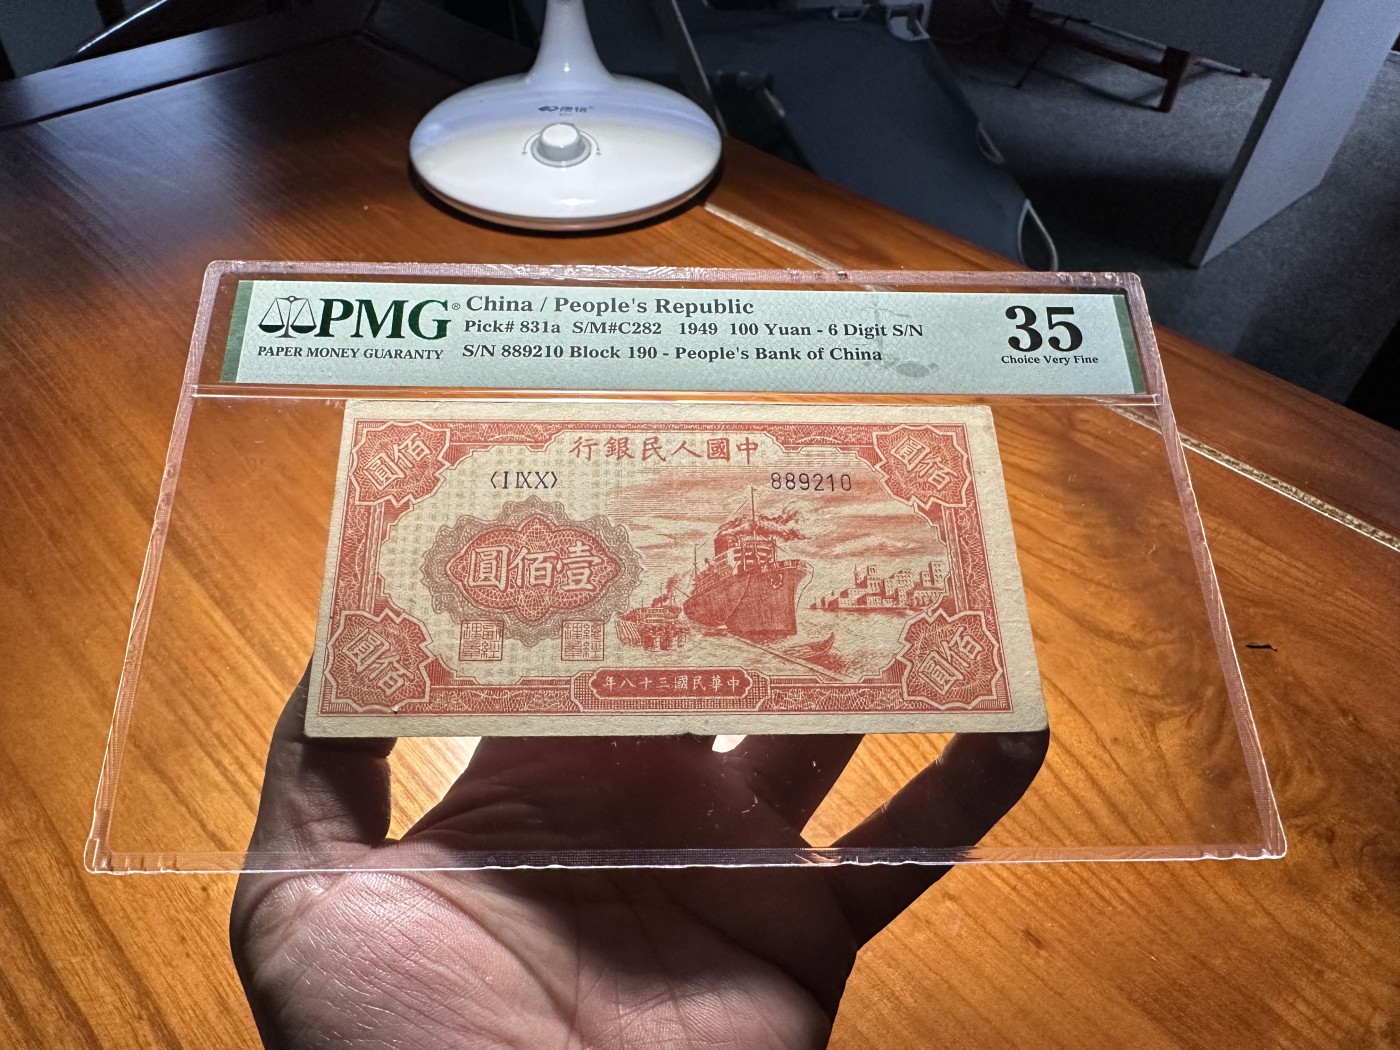 PMG® China / People's Republic
Pick# 831a S/M#C282 1949 100 Yuan - 6 Digit S/N
PAPER MONEY GUARANTY
S/N 889210 Block 190 - People's Bank of China
35
Choice Very Fine
中國人民銀行
佰圓
佰圓
〈I IX X〉
889210
壹佰圓
佰圓
佰圓
中華民國三十八年